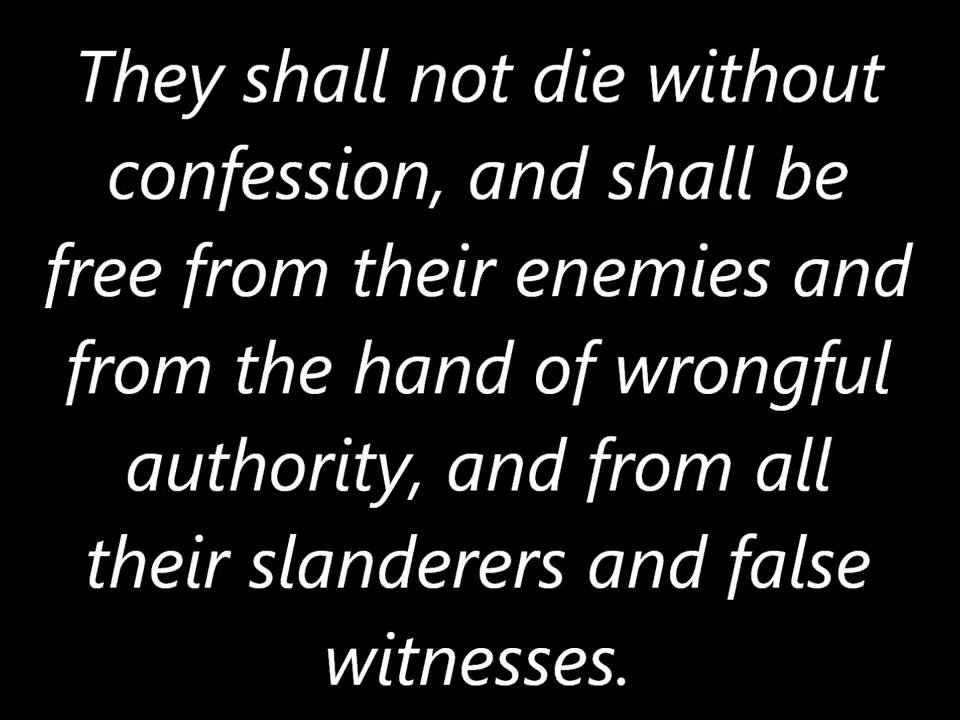 They shall not die without
confession, and shall be
free from their enemies and
from the hand of wrongful
authority, and from all
their slanderers and false
witnesses.